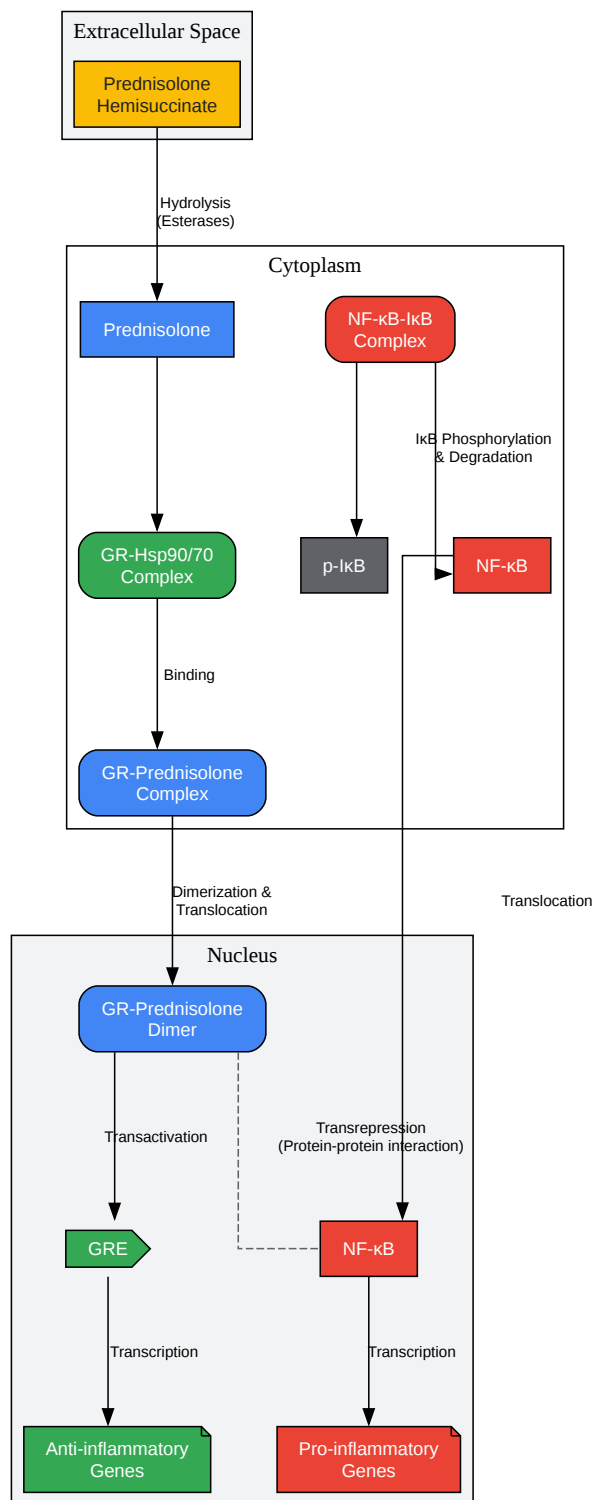 Extracellular Space
Prednisolone
Hemisuccinate
Hydrolysis
(Esterases)
Cytoplasm
Prednisolone
NF-κB-IκB
Complex
IκB Phosphorylation
& Degradation
GR-Hsp90/70
Complex
p-IκB
NF-κB
Binding
GR-Prednisolone
Complex
Dimerization &
Translocation
Translocation
Nucleus
GR-Prednisolone
Dimer
Transactivation
Transrepression
(Protein-protein interaction)
GRE
NF-κB
Transcription
Transcription
Anti-inflammatory
Genes
Pro-inflammatory
Genes